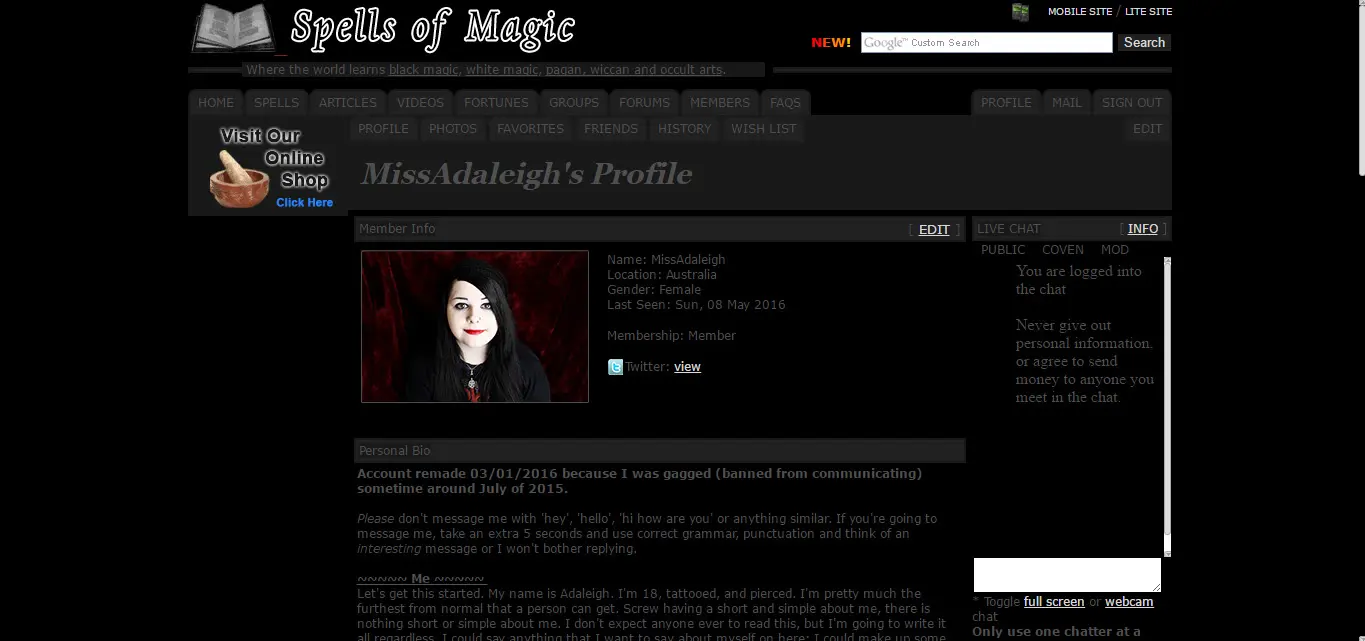 Spells of Magic
MOBILE SITE / LITE SITE
NEW! Google™ Custom Search Search
Where the world learns black magic, white magic, pagan, wiccan and occult arts.
HOME SPELLS ARTICLES VIDEOS FORTUNES GROUPS FORUMS MEMBERS FAQS PROFILE MAIL SIGN OUT
PROFILE PHOTOS FAVORITES FRIENDS HISTORY WISH LIST EDIT
Visit Our
Online
Shop
Click Here
MissAdaleigh's Profile
Member Info [ EDIT ]
Name: MissAdaleigh
Location: Australia
Gender: Female
Last Seen: Sun, 08 May 2016
Membership: Member
Twitter: view
Personal Bio
Account remade 03/01/2016 because I was gagged (banned from communicating)
sometime around July of 2015.
Please don't message me with 'hey', 'hello', 'hi how are you' or anything similar. If you're going to
message me, take an extra 5 seconds and use correct grammar, punctuation and think of an
interesting message or I won't bother replying.
~~~~~ Me ~~~~~
Let's get this started. My name is Adaleigh. I'm 18, tattooed, and pierced. I'm pretty much the
furthest from normal that a person can get. Screw having a short and simple about me, there is
nothing short or simple about me. I don't expect anyone ever to read this, but I'm going to write it
all regardless. I could say anything that I want to say about myself on here; I could make up some
LIVE CHAT [ INFO ]
PUBLIC COVEN MOD
You are logged into
the chat
Never give out
personal information.
or agree to send
money to anyone you
meet in the chat.
* Toggle full screen or webcam
chat
Only use one chatter at a